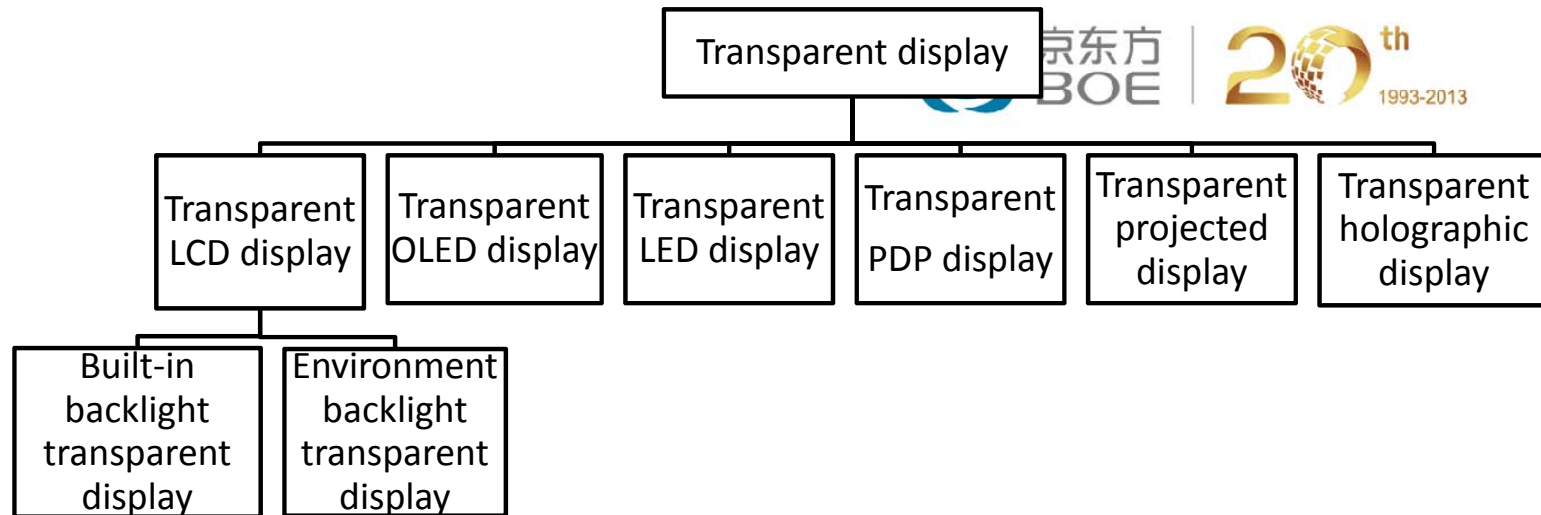 Transparent display
京东方
BOE
20th
1993-2013
Transparent
LCD display
Transparent
OLED display
Transparent
LED display
Transparent
PDP display
Transparent
projected
display
Transparent
holographic
display
Built-in
backlight
transparent
display
Environment
backlight
transparent
display